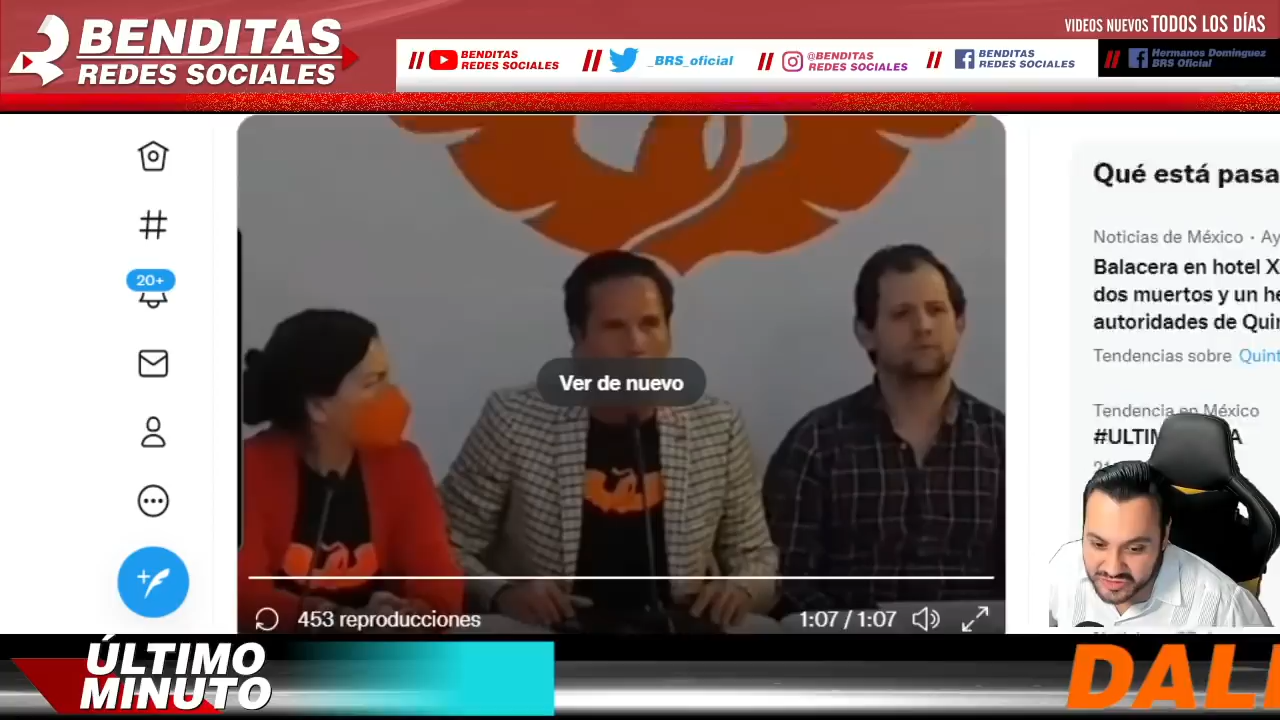 BENDITAS
REDES SOCIALES
VIDEOS NUEVOS TODOS LOS DÍAS
// BENDITAS
REDES SOCIALES
// _BRS_oficial
// @BENDITAS
REDES SOCIALES
// BENDITAS
REDES SOCIALES
// Hermanos Domínguez
BRS Oficial
20+
Ver de nuevo
453 reproducciones
1:07 / 1:07
Qué está pasa
Noticias de México · Ay
Balacera en hotel X
dos muertos y un he
autoridades de Quin
Tendencias sobre Quint
Tendencia en México
#ULTIM
ÚLTIMO
MINUTO
DALI